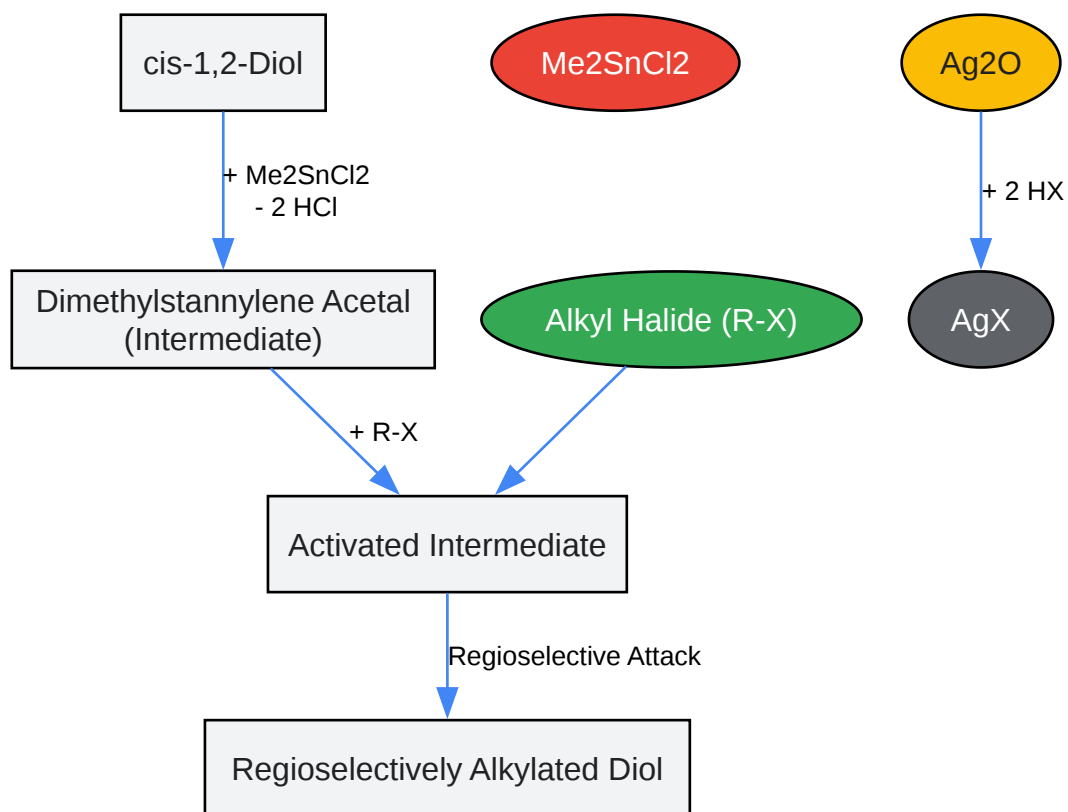 cis-1,2-Diol
Me2SnCl2
Ag2O
+ Me2SnCl2
- 2 HCl
+ 2 HX
Dimethylstannylene Acetal
(Intermediate)
Alkyl Halide (R-X)
AgX
+ R-X
Activated Intermediate
Regioselective Attack
Regioselectively Alkylated Diol